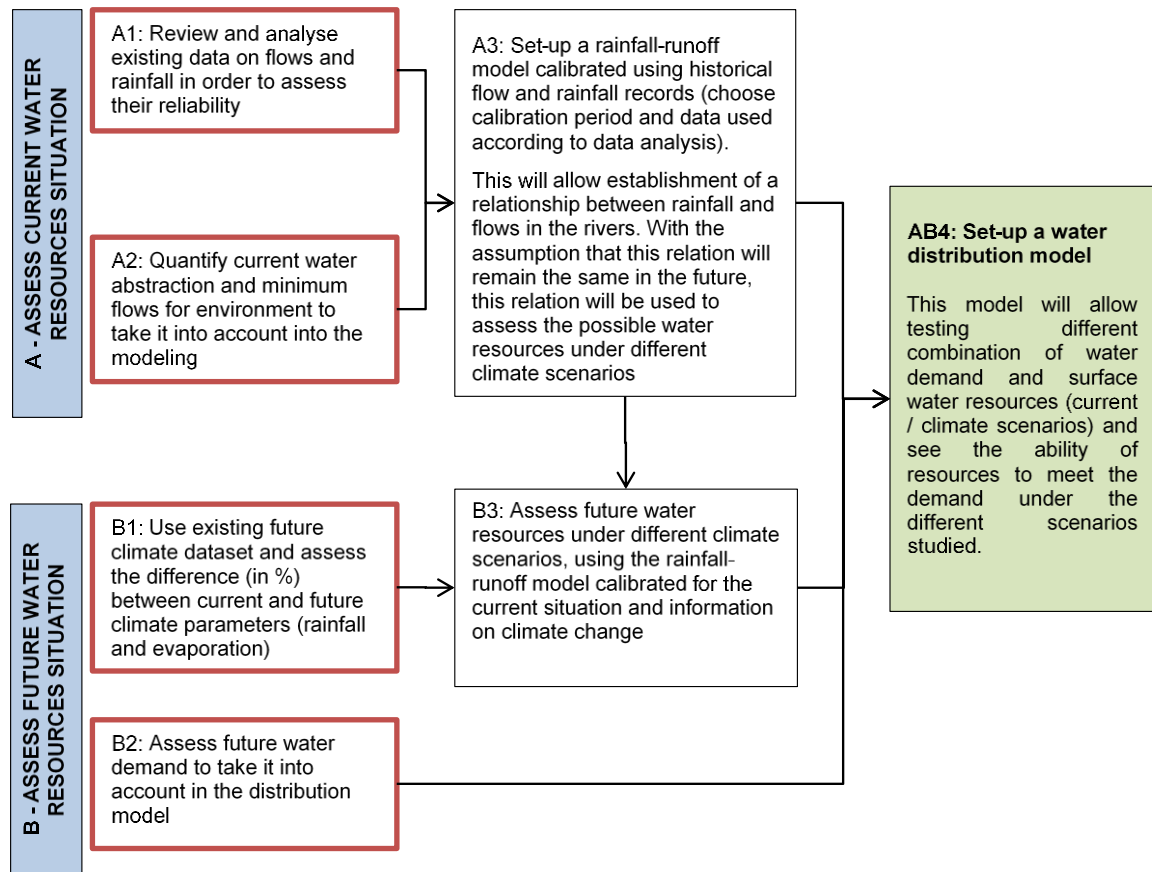 A - ASSESS CURRENT WATER
RESOURCES SITUATION
A1: Review and analyse
existing data on flows and
rainfall in order to assess
their reliability
A2: Quantify current water
abstraction and minimum
flows for environment to
take it into account into the
modeling
A3: Set-up a rainfall-runoff
model calibrated using historical
flow and rainfall records (choose
calibration period and data used
according to data analysis).
This will allow establishment of a
relationship between rainfall and
flows in the rivers. With the
assumption that this relation will
remain the same in the future,
this relation will be used to
assess the possible water
resources under different
climate scenarios
B - ASSESS FUTURE WATER
RESOURCES SITUATION
B1: Use existing future
climate dataset and assess
the difference (in %)
between current and future
climate parameters (rainfall
and evaporation)
B2: Assess future water
demand to take it into
account in the distribution
model
B3: Assess future water
resources under different climate
scenarios, using the rainfall-
runoff model calibrated for the
current situation and information
on climate change
AB4: Set-up a water
distribution model
This model will allow
testing different
combination of water
demand and surface
water resources (current
/ climate scenarios) and
see the ability of
resources to meet the
demand under the
different scenarios
studied.